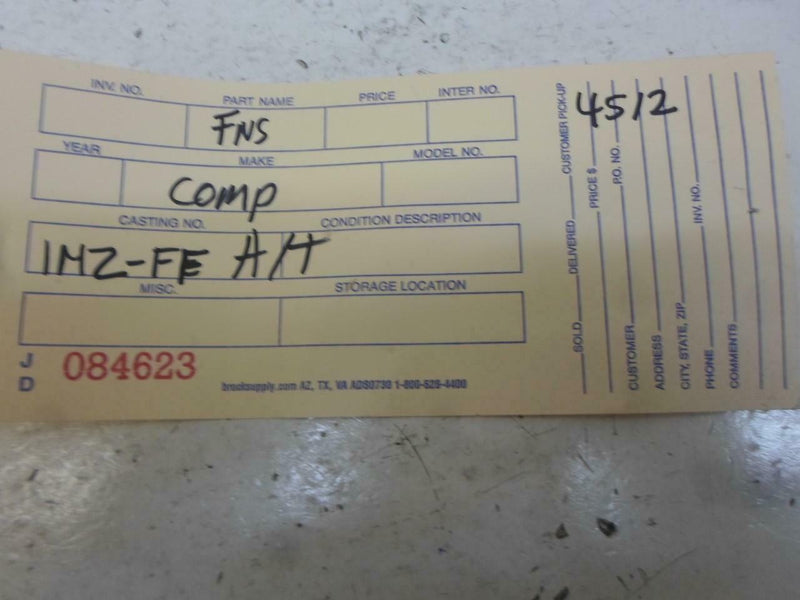 INV. NO. PART NAME PRICE INTER NO.
FNS
YEAR MAKE MODEL NO.
COMP
CASTING NO. CONDITION DESCRIPTION
1MZ-FE A/T
MISC. STORAGE LOCATION
J D 084623
brooksupply.com AZ, TX, VA ADS0730 1-800-529-4400
4512
SOLD DELIVERED CUSTOMER PICK-UP
PRICE $
P.O. NO.
CUSTOMER
ADDRESS
CITY, STATE, ZIP
PHONE INV. NO.
COMMENTS